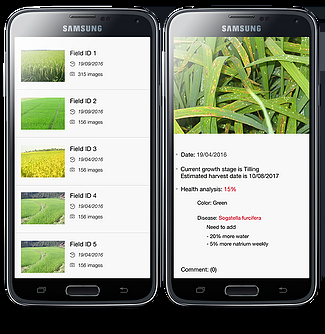 SAMSUNG
Field ID 1
19/09/2016
315 images
Field ID 2
19/09/2016
156 images
Field ID 3
19/04/2016
156 images
Field ID 4
19/04/2016
156 images
Field ID 5
19/04/2016
156 images
SAMSUNG
Date: 19/04/2016
Current growth stage is Tilling
Estimated harvest date is 10/08/2017
Health analysis: 15%
Color: Green
Disease: Sogatella furcifera
Need to add
- 20% more water
- 5% more natrium weekly
Comment: (0)